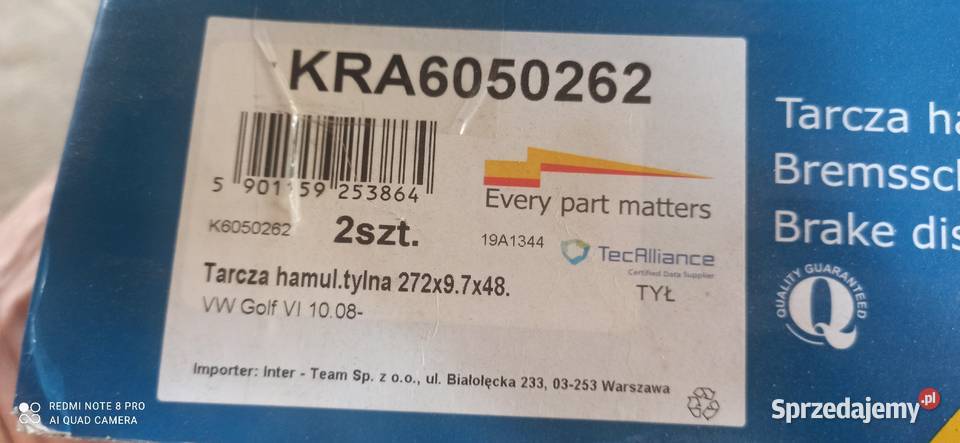 KRA6050262
5 901159 253864
Every part matters
K6050262 2szt. 19A1344 TecAlliance
Certified Data Supplier
TYŁ
Tarcza hamul.tylna 272x9.7x48.
VW Golf VI 10.08-
Importer: Inter - Team Sp. z o.o., ul. Białołęcka 233, 03-253 Warszawa
Tarcza ha
Bremssch
Brake dis
QUALITY GUARANTEED
Q
REDMI NOTE 8 PRO
AI QUAD CAMERA
Sprzedajemy.pl